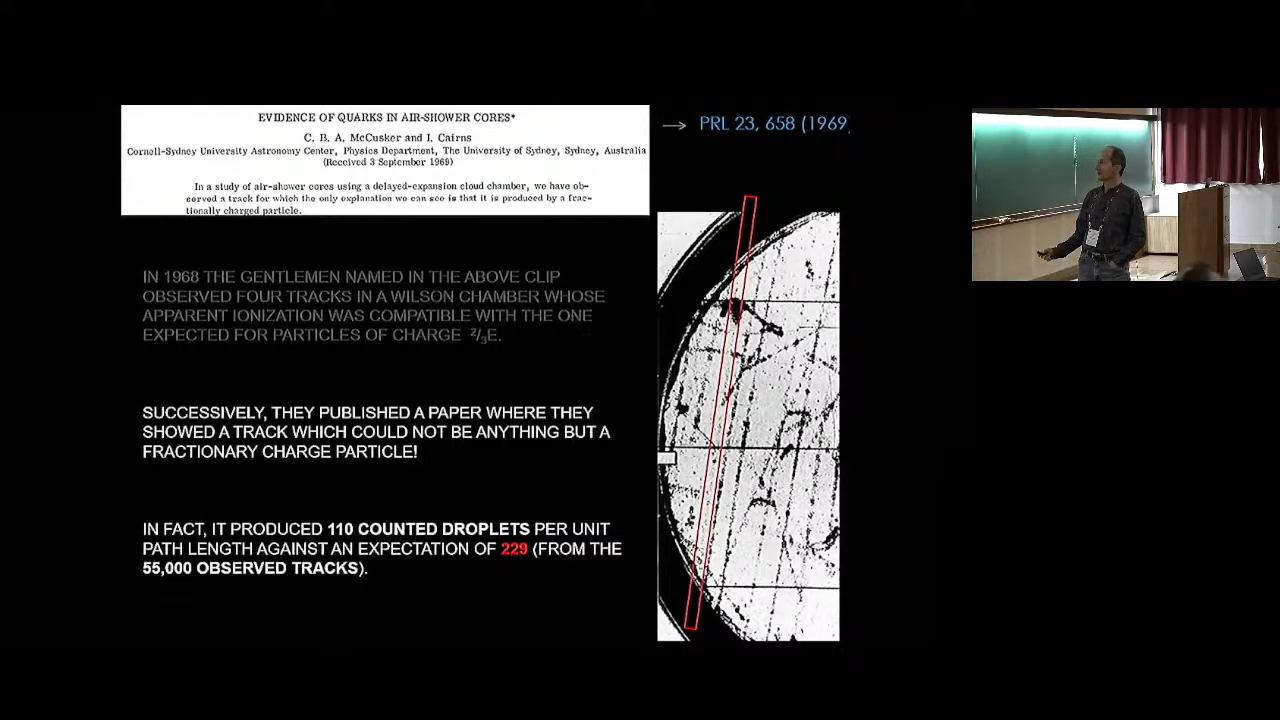 EVIDENCE OF QUARKS IN AIR-SHOWER CORES*
C. B. A. McCusker and I. Cairns
Cornell-Sydney University Astronomy Center, Physics Department, The University of Sydney, Sydney, Australia
(Received 3 September 1969)
In a study of air-shower cores using a delayed-expansion cloud chamber, we have ob-
served a track for which the only explanation we can see is that it is produced by a frac-
tionally charged particle.
→ PRL 23, 658 (1969
IN 1968 THE GENTLEMEN NAMED IN THE ABOVE CLIP
OBSERVED FOUR TRACKS IN A WILSON CHAMBER WHOSE
APPARENT IONIZATION WAS COMPATIBLE WITH THE ONE
EXPECTED FOR PARTICLES OF CHARGE ²/₃E.
SUCCESSIVELY, THEY PUBLISHED A PAPER WHERE THEY
SHOWED A TRACK WHICH COULD NOT BE ANYTHING BUT A
FRACTIONARY CHARGE PARTICLE!
IN FACT, IT PRODUCED 110 COUNTED DROPLETS PER UNIT
PATH LENGTH AGAINST AN EXPECTATION OF 229 (FROM THE
55,000 OBSERVED TRACKS).